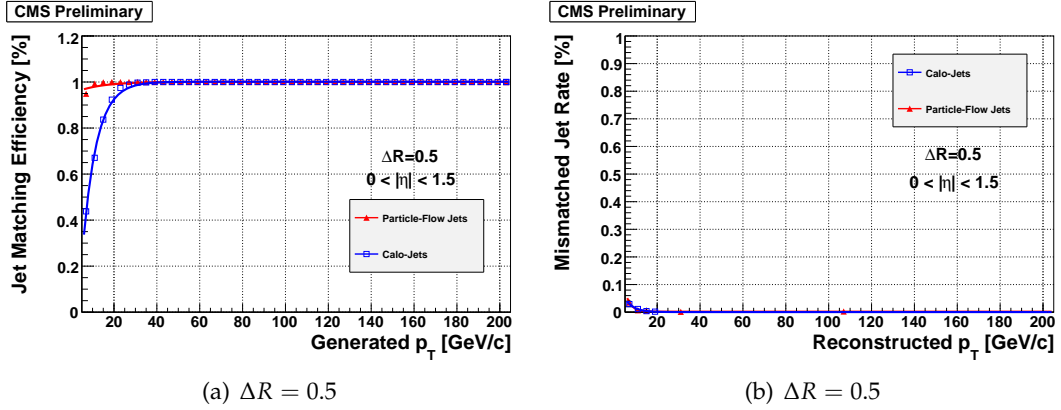 CMS Preliminary
Jet Matching Efficiency [%]
1.2
1
0.8
0.6
0.4
0.2
0
ΔR=0.5
0 < |η| < 1.5
Particle-Flow Jets
Calo-Jets
20 40 60 80 100 120 140 160 180 200
Generated p_T [GeV/c]
(a) ΔR = 0.5
CMS Preliminary
Mismatched Jet Rate [%]
1
0.9
0.8
0.7
0.6
0.5
0.4
0.3
0.2
0.1
0
Calo-Jets
Particle-Flow Jets
ΔR=0.5
0 < |η| < 1.5
20 40 60 80 100 120 140 160 180 200
Reconstructed p_T [GeV/c]
(b) ΔR = 0.5